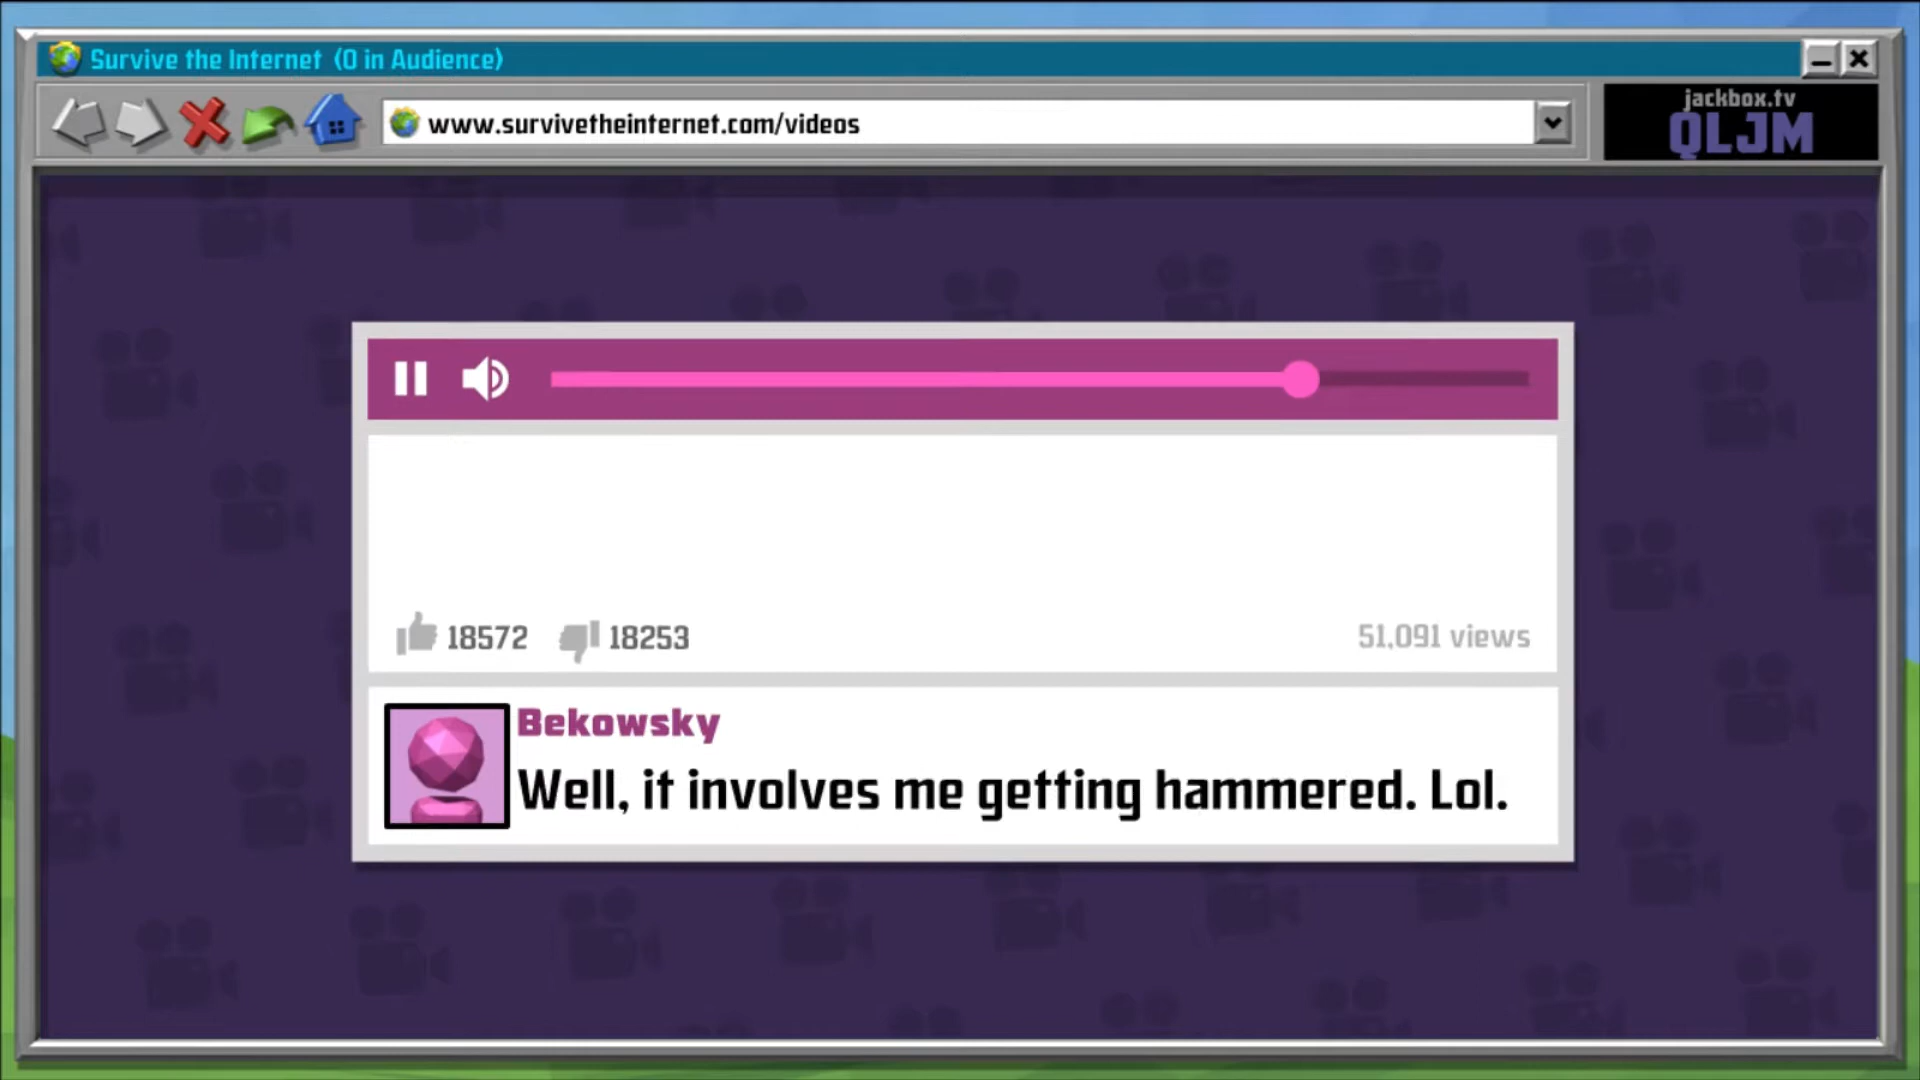 Survive the Internet (0 in Audience)
www.survivetheinternet.com/videos
jackbox.tv
QLJM
18572 18253 51,091 views
Bekowsky
Well, it involves me getting hammered. Lol.